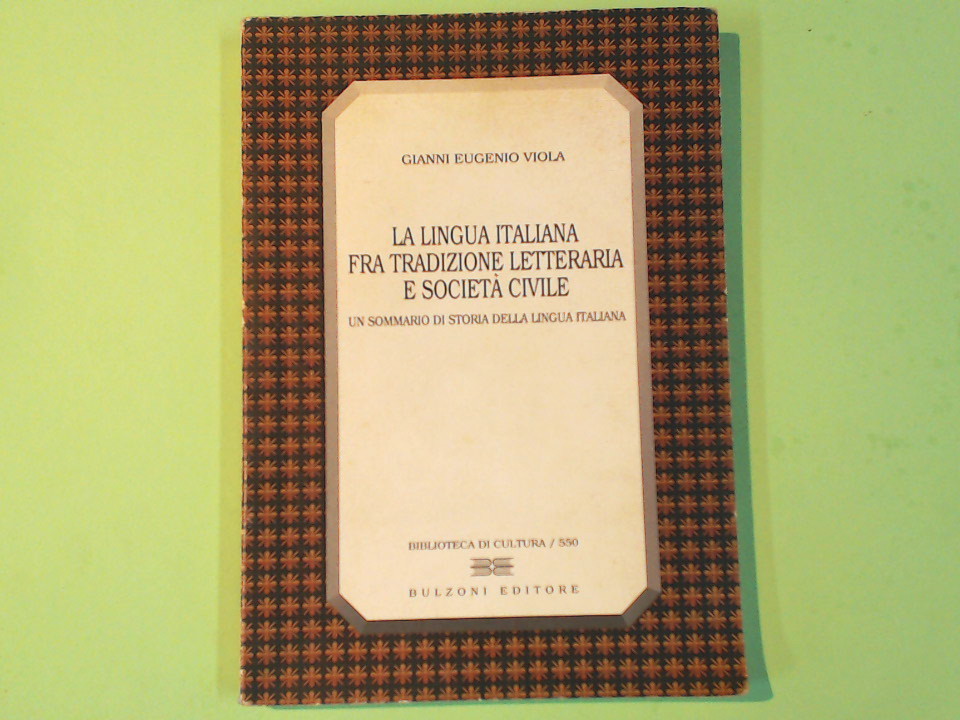 GIANNI EUGENIO VIOLA
LA LINGUA ITALIANA
FRA TRADIZIONE LETTERARIA
E SOCIETÀ CIVILE
UN SOMMARIO DI STORIA DELLA LINGUA ITALIANA
BIBLIOTECA DI CULTURA / 550
BE
BULZONI EDITORE